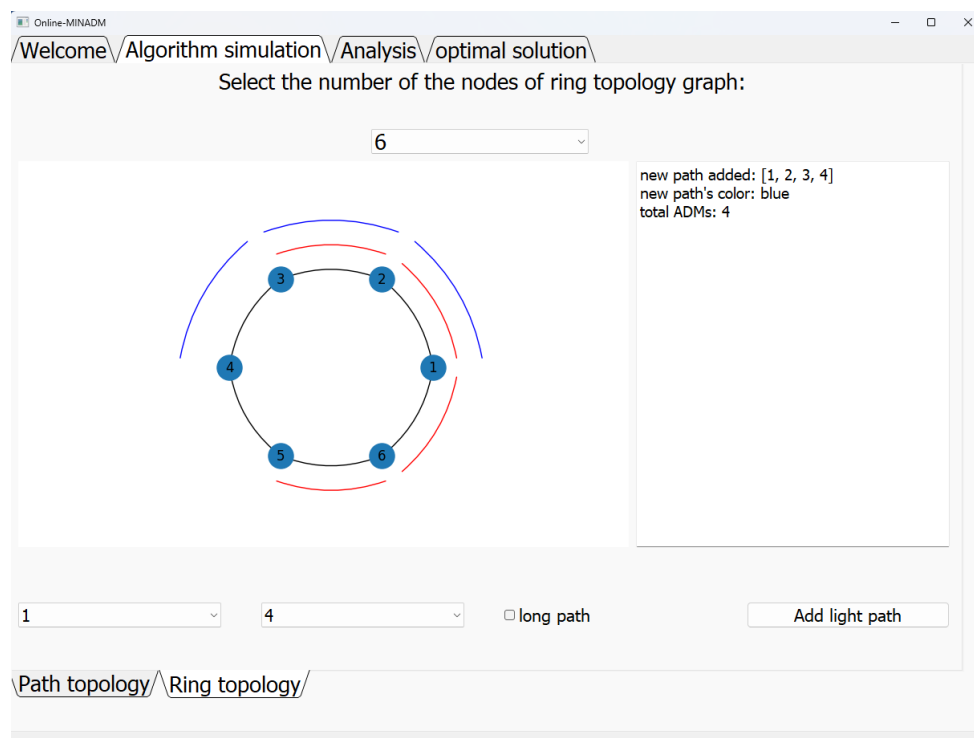 Online-MINADM
Welcome Algorithm simulation Analysis optimal solution
Select the number of the nodes of ring topology graph:
6
new path added: [1, 2, 3, 4]
new path's color: blue
total ADMs: 4
3 2
4 1
5 6
1 4 long path Add light path
Path topology Ring topology